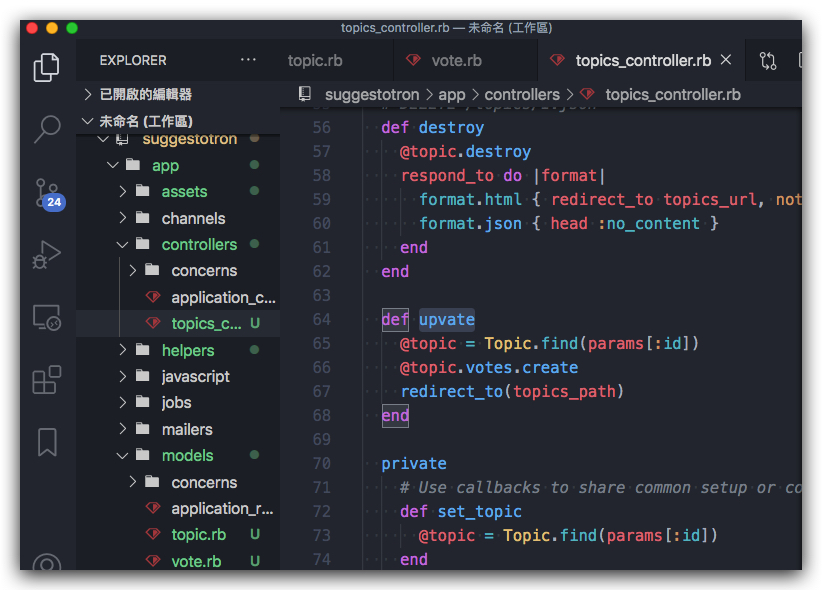 topics_controller.rb — 未命名 (工作區)
EXPLORER
topic.rb
vote.rb
topics_controller.rb
已開啟的編輯器
未命名 (工作區)
suggestotron
app
assets
channels
controllers
concerns
application_c...
topics_c... U
helpers
javascript
jobs
mailers
models
concerns
application_r...
topic.rb U
vote.rb U
24
suggestotron > app > controllers > topics_controller.rb
56 def destroy
57 @topic.destroy
58 respond_to do |format|
59 format.html { redirect_to topics_url, not
60 format.json { head :no_content }
61 end
62 end
63
64 def upvate
65 @topic = Topic.find(params[:id])
66 @topic.votes.create
67 redirect_to(topics_path)
68 end
69
70 private
71 # Use callbacks to share common setup or co
72 def set_topic
73 @topic = Topic.find(params[:id])
74 end